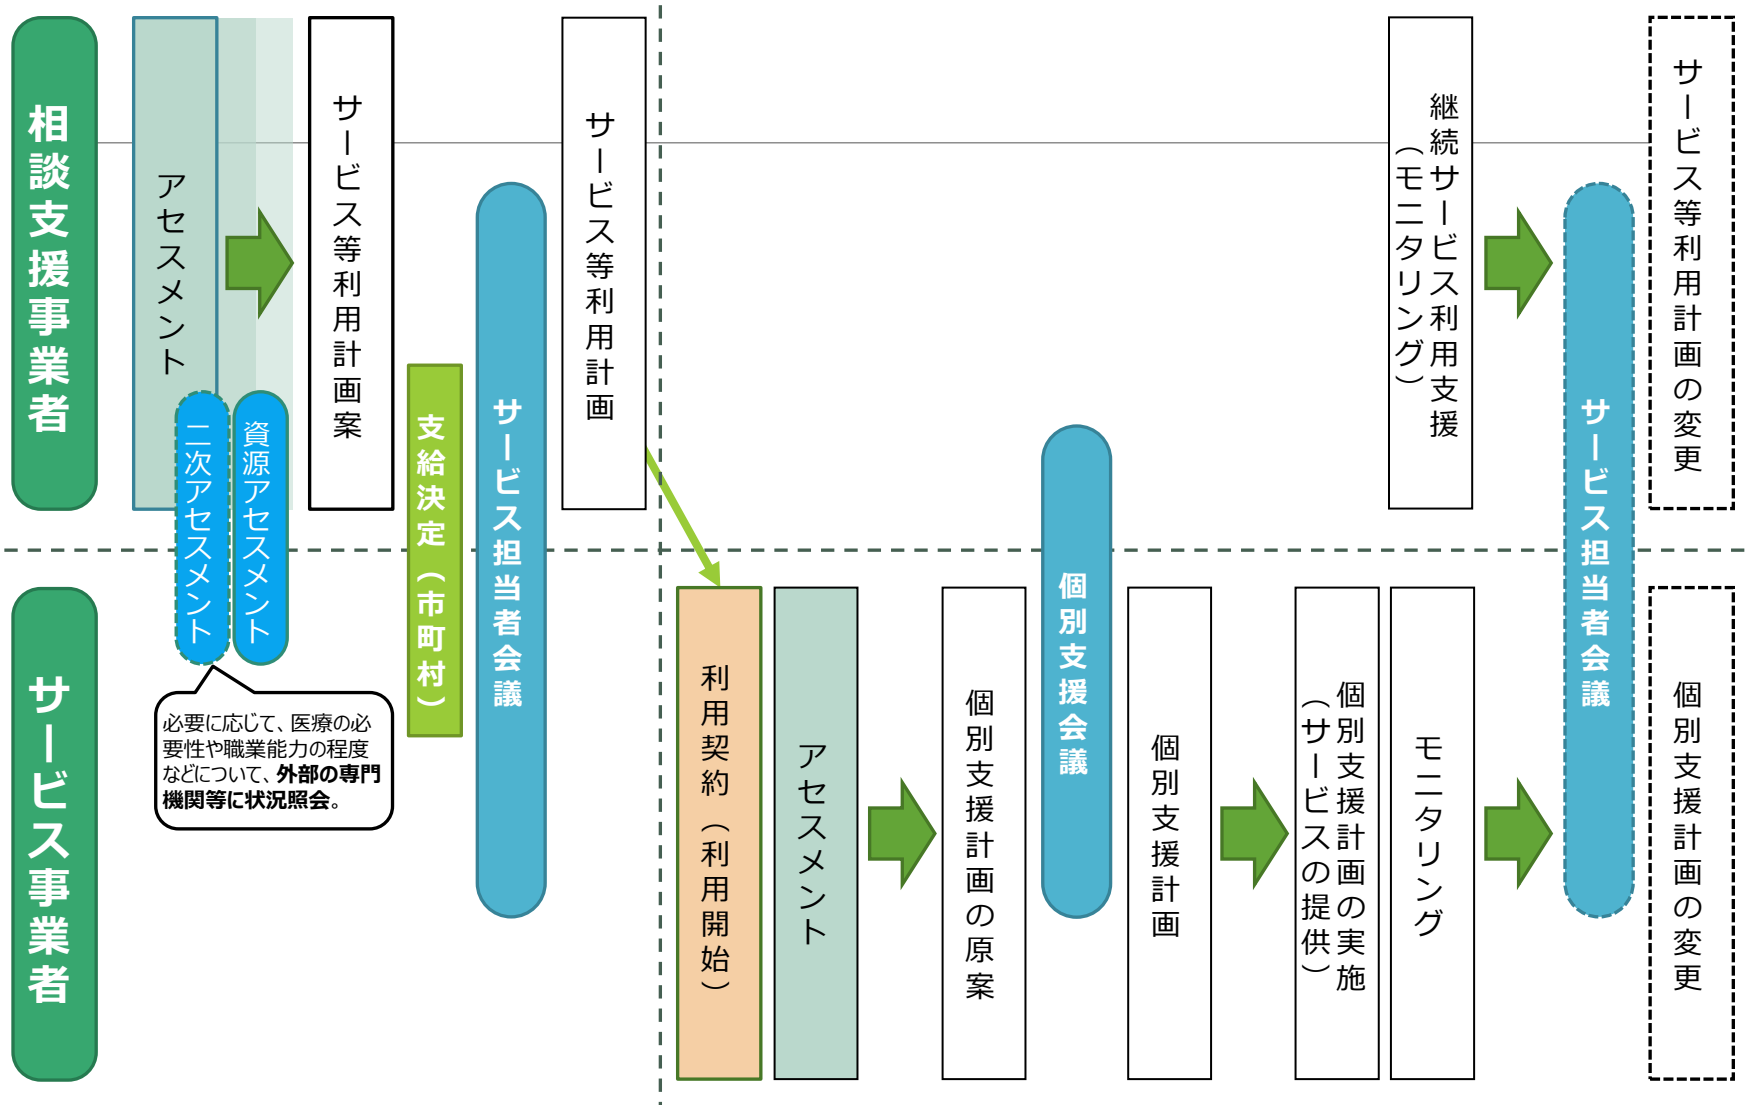 相談支援事業者
アセスメント
二次アセスメント
資源アセスメント
サービス等利用計画案
支給決定（市町村）
サービス担当者会議
サービス等利用計画
継続サービス利用支援
（モニタリング）
サービス担当者会議
サービス等利用計画の変更
サービス事業者
必要に応じて、医療の必
要性や職業能力の程度
などについて、外部の専門
機関等に状況照会。
利用契約（利用開始）
アセスメント
個別支援計画の原案
個別支援会議
個別支援計画
個別支援計画の実施
（サービスの提供）
モニタリング
個別支援計画の変更